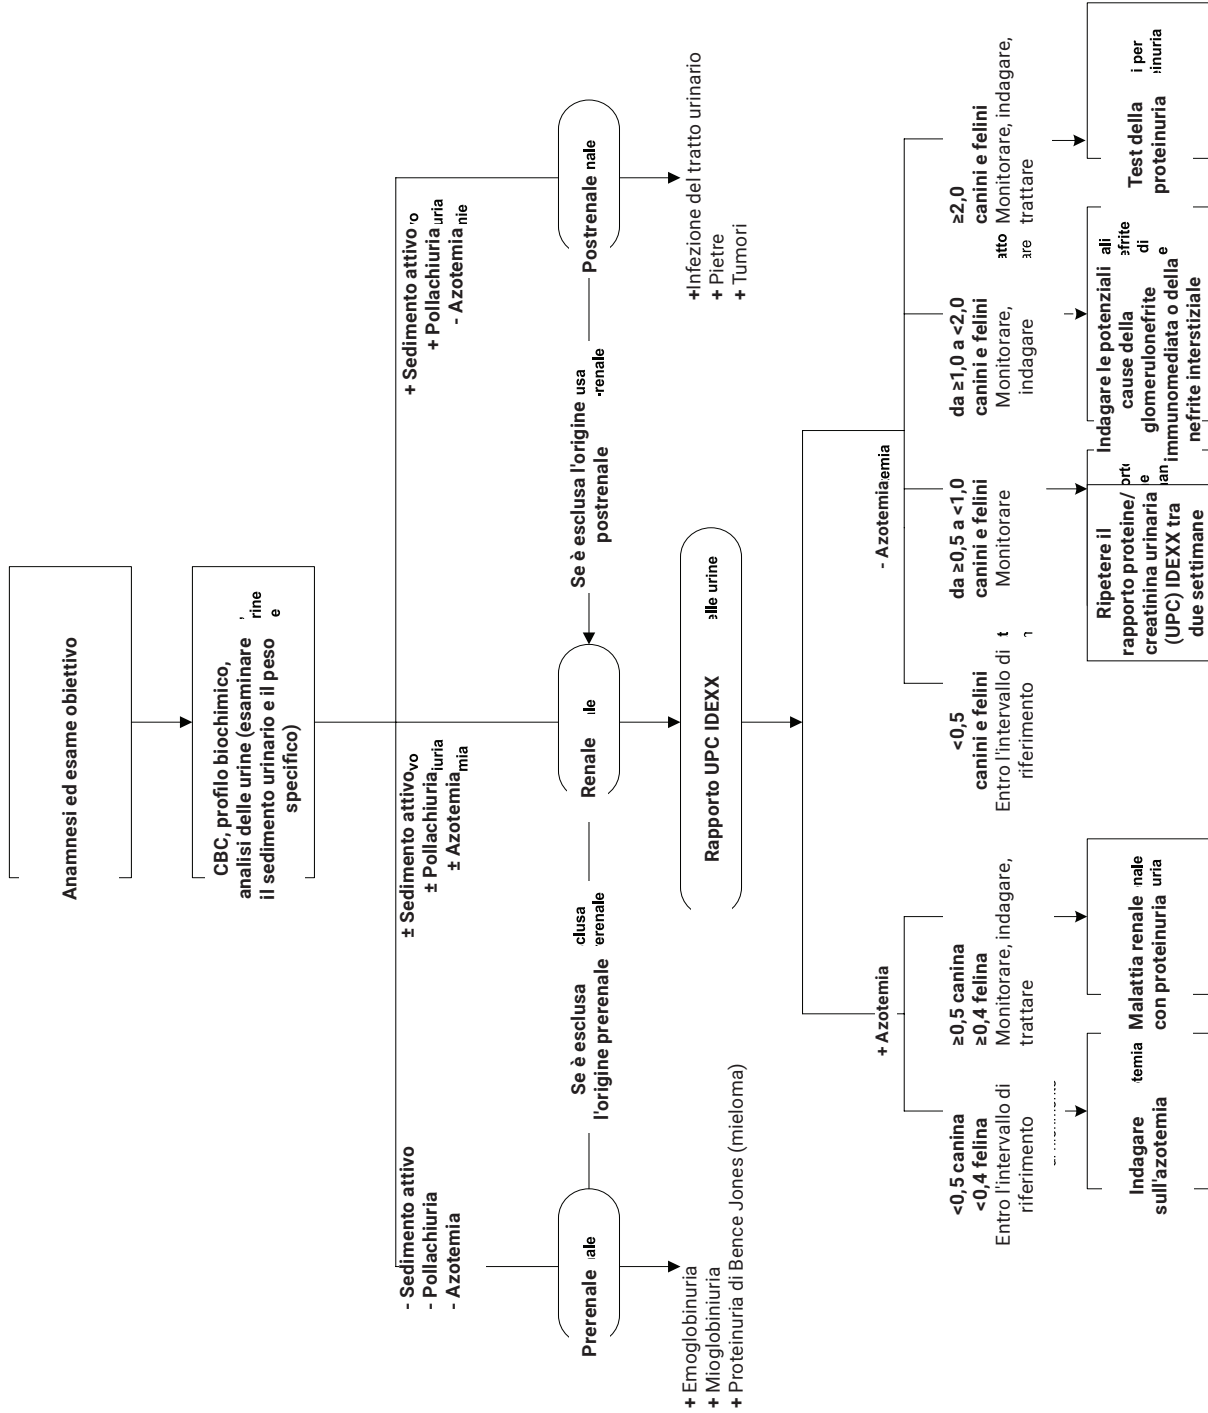 Anamnesi ed esame obiettivo
CBC, profilo biochimico,
analisi delle urine (esaminare
il sedimento urinario e il peso
specifico)
- Sedimento attivo
- Pollachiuria
- Azotemia
± Sedimento attivo
± Pollachiuria
± Azotemia
+ Sedimento attivo
+ Pollachiuria
- Azotemia
Prerenale
Se è esclusa
l'origine prerenale
Renale
Se è esclusa l'origine
postrenale
Postrenale
+ Emoglobinuria
+ Mioglobiniuria
+ Proteinuria di Bence Jones (mieloma)
Rapporto UPC IDEXX
elle urine
+Infezione del tratto urinario
+ Pietre
+ Tumori
+ Azotemia
- Azotemia
<0,5 canina
<0,4 felina
Entro l'intervallo di
riferimento
≥0,5 canina
≥0,4 felina
Monitorare, indagare,
trattare
<0,5
canini e felini
Entro l'intervallo di
riferimento
da ≥0,5 a <1,0
canini e felini
Monitorare
da ≥1,0 a <2,0
canini e felini
Monitorare,
indagare
≥2,0
canini e felini
Monitorare, indagare,
trattare
Indagare
sull'azotemia
Malattia renale
con proteinuria
Ripetere il
rapporto proteine/
creatinina urinaria
(UPC) IDEXX tra
due settimane
Indagare le potenziali
cause della
glomerulonefrite
immunomediata o della
nefrite interstiziale
Test della
proteinuria